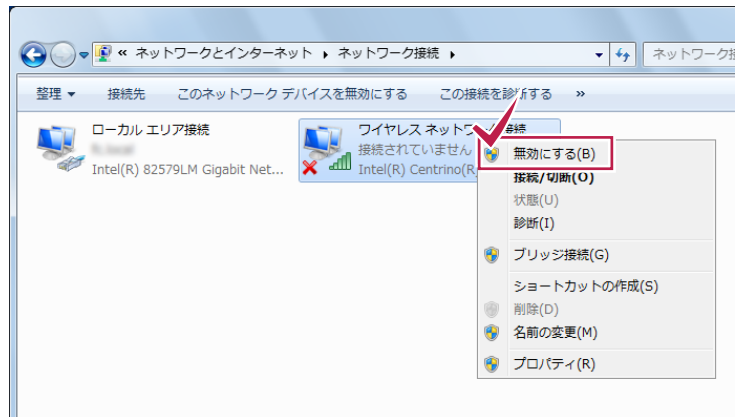 « ネットワークとインターネット ▸ ネットワーク接続 ▸
ネットワーク接
整理 ▼ 接続先 このネットワーク デバイスを無効にする この接続を診断する »
ローカル エリア接続
Intel(R) 82579LM Gigabit Net...
ワイヤレス ネットワーク接続
接続されていません
Intel(R) Centrino(R
無効にする(B)
接続/切断(O)
状態(U)
診断(I)
ブリッジ接続(G)
ショートカットの作成(S)
削除(D)
名前の変更(M)
プロパティ(R)